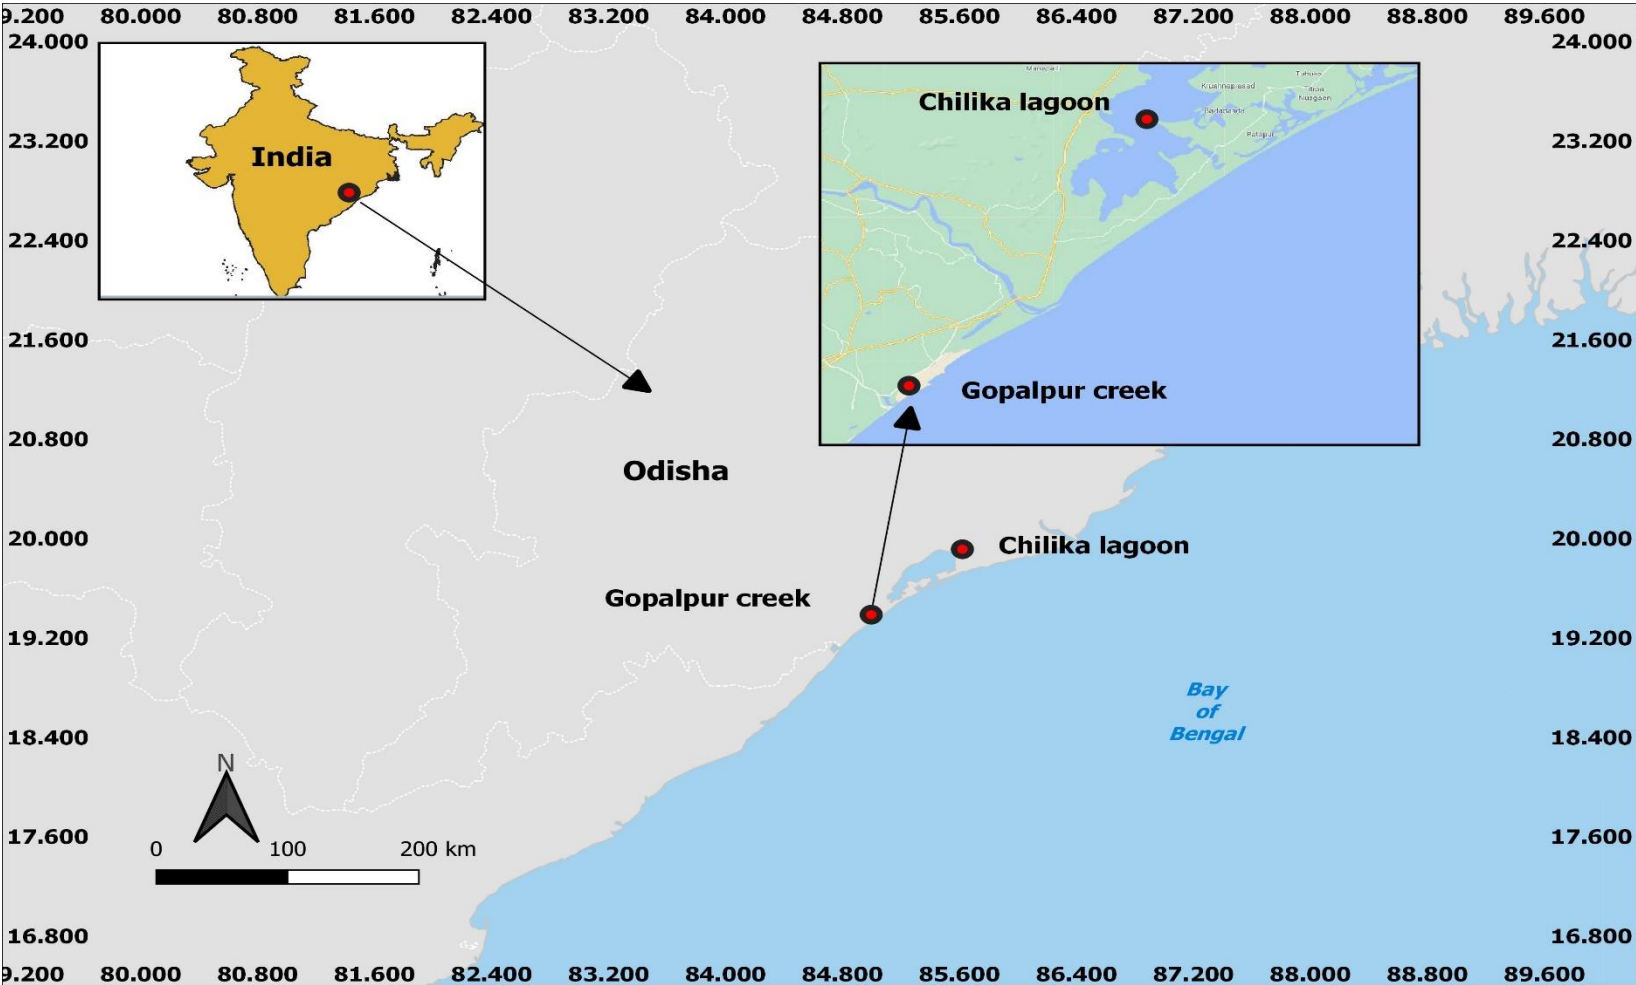 9.200 80.000 80.800 81.600 82.400 83.200 84.000 84.800 85.600 86.400 87.200 88.000 88.800 89.600
24.000 24.000
India
Chilika lagoon
Krushnaprasad
Patapur
23.200 23.200
22.400 22.400
21.600 21.600
Gopalpur creek
20.800 20.800
Odisha
20.000 20.000
Chilika lagoon
Gopalpur creek
19.200 19.200
Bay
of
Bengal
18.400 18.400
N
17.600 17.600
0 100 200 km
16.800 16.800
9.200 80.000 80.800 81.600 82.400 83.200 84.000 84.800 85.600 86.400 87.200 88.000 88.800 89.600